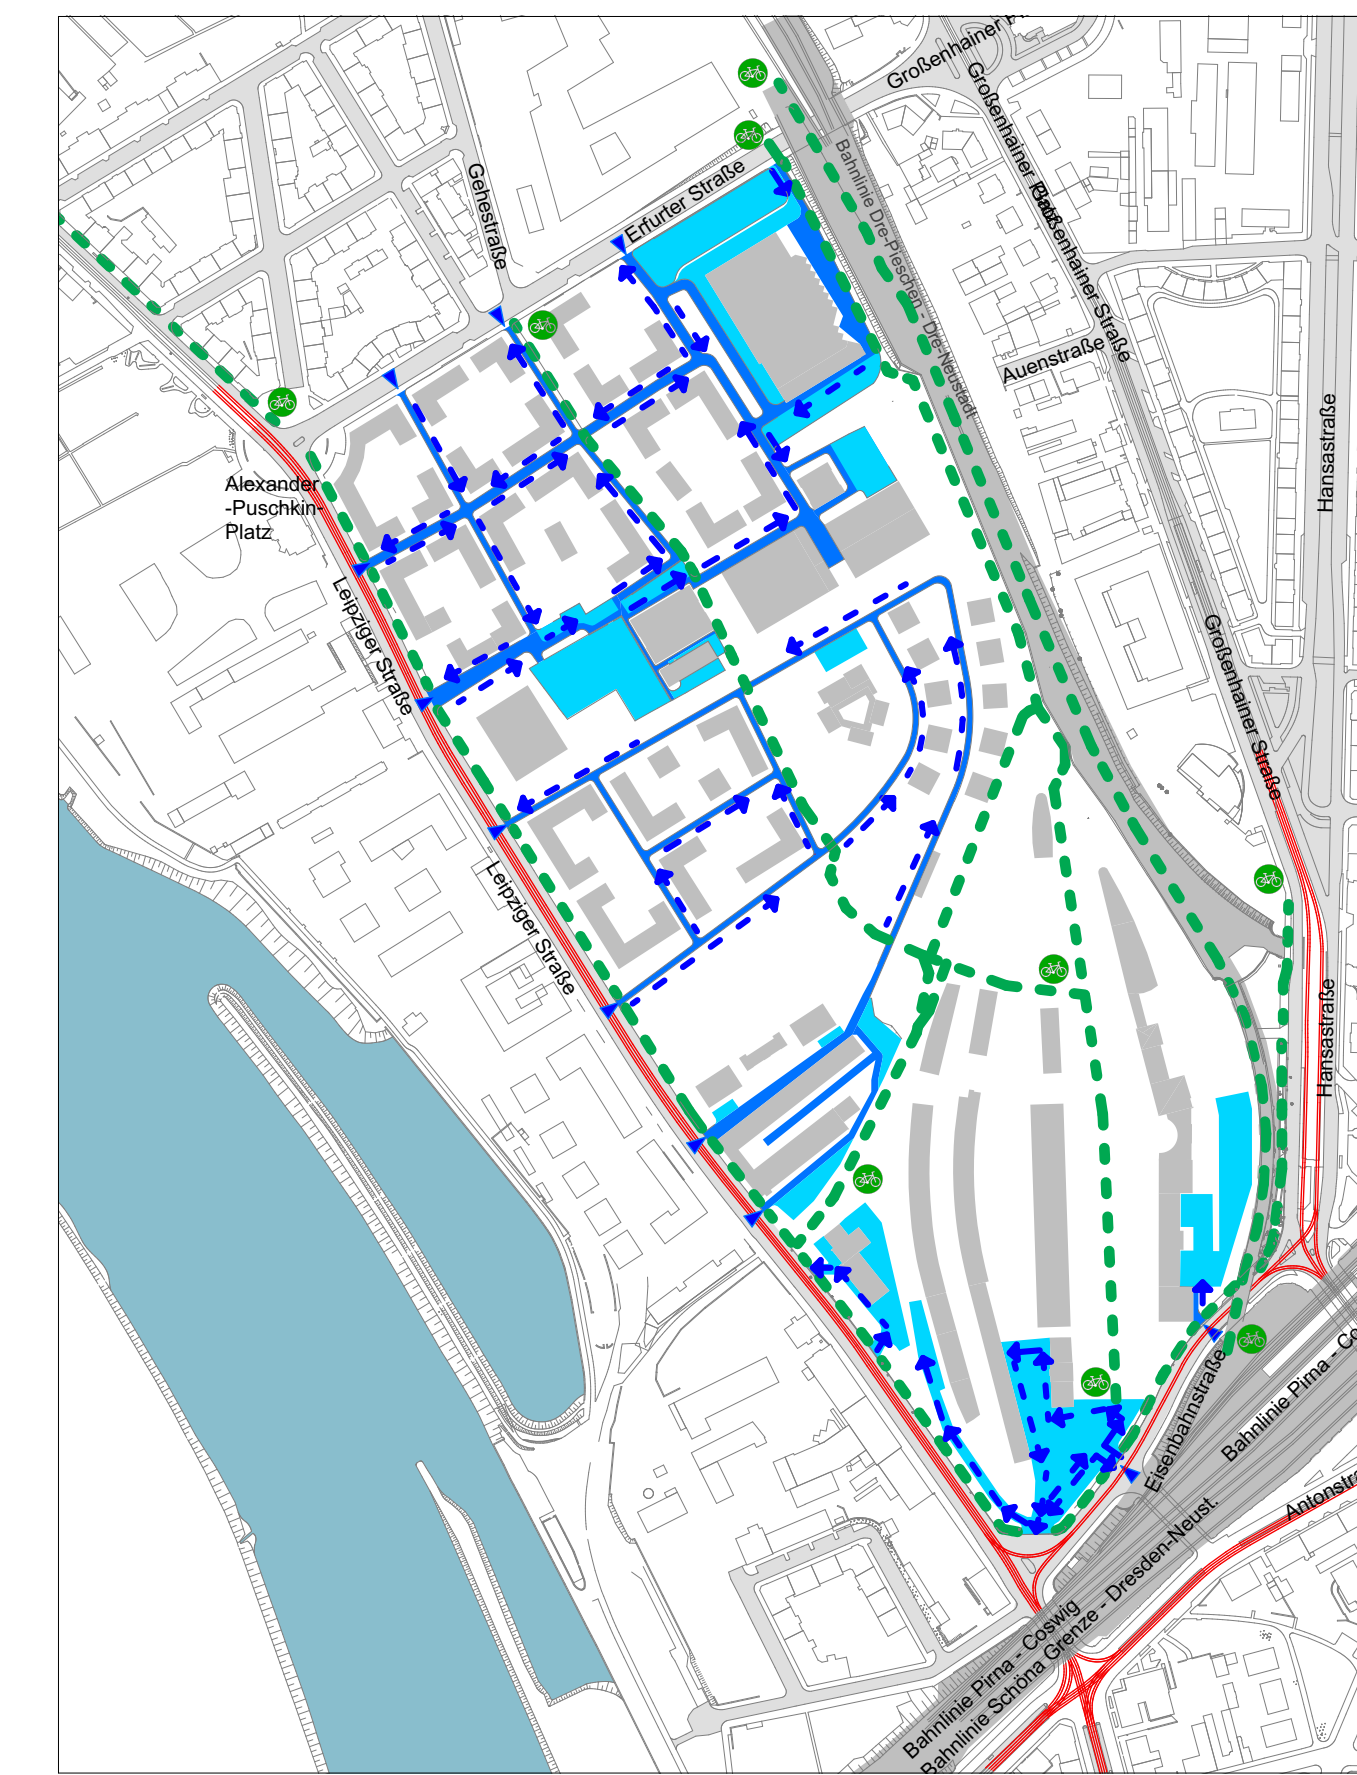 Großenhainer
Großenhainer Platz
Gehestraße
Erfurter Straße
Bahnlinie Dre-Pieschen - Dre-Neustadt
Großenhainer Straße
Auenstraße
Hansastraße
Alexander
-Puschkin-
Platz
Leipziger Straße
Großenhainer Straße
Leipziger Straße
Hansastraße
Eisenbahnstraße
Bahnlinie Pirna - Co
Antonstr
Bahnlinie Pirna - Coswig
Bahnlinie Schöna Grenze - Dresden-Neust.